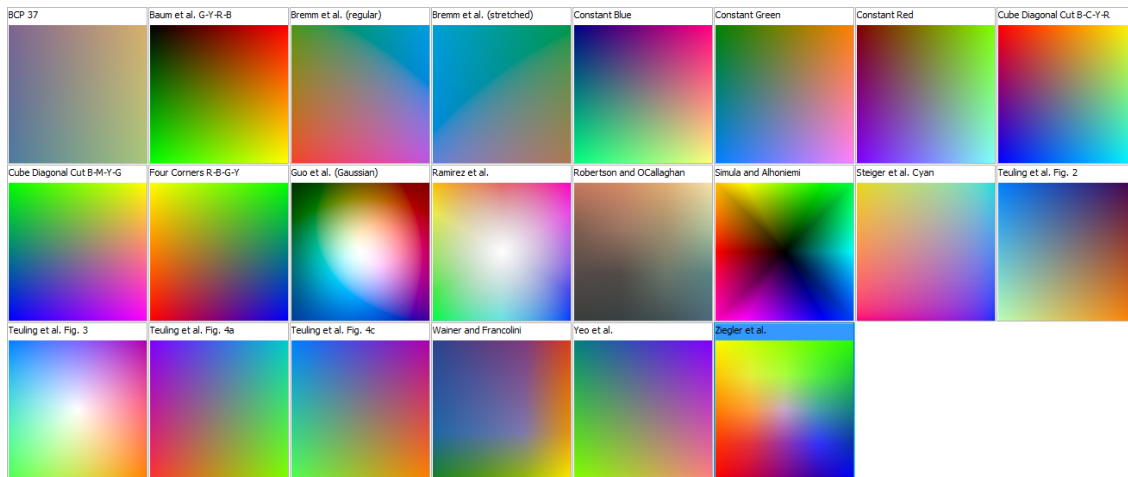 BCP 37
Baum et al. G-Y-R-B
Bremm et al. (regular)
Bremm et al. (stretched)
Constant Blue
Constant Green
Constant Red
Cube Diagonal Cut B-C-Y-R
Cube Diagonal Cut B-M-Y-G
Four Corners R-B-G-Y
Guo et al. (Gaussian)
Ramirez et al.
Robertson and OCallaghan
Simula and Alhoniemi
Steiger et al. Cyan
Teuling et al. Fig. 2
Teuling et al. Fig. 3
Teuling et al. Fig. 4a
Teuling et al. Fig. 4c
Wainer and Francolini
Yeo et al.
Ziegler et al.